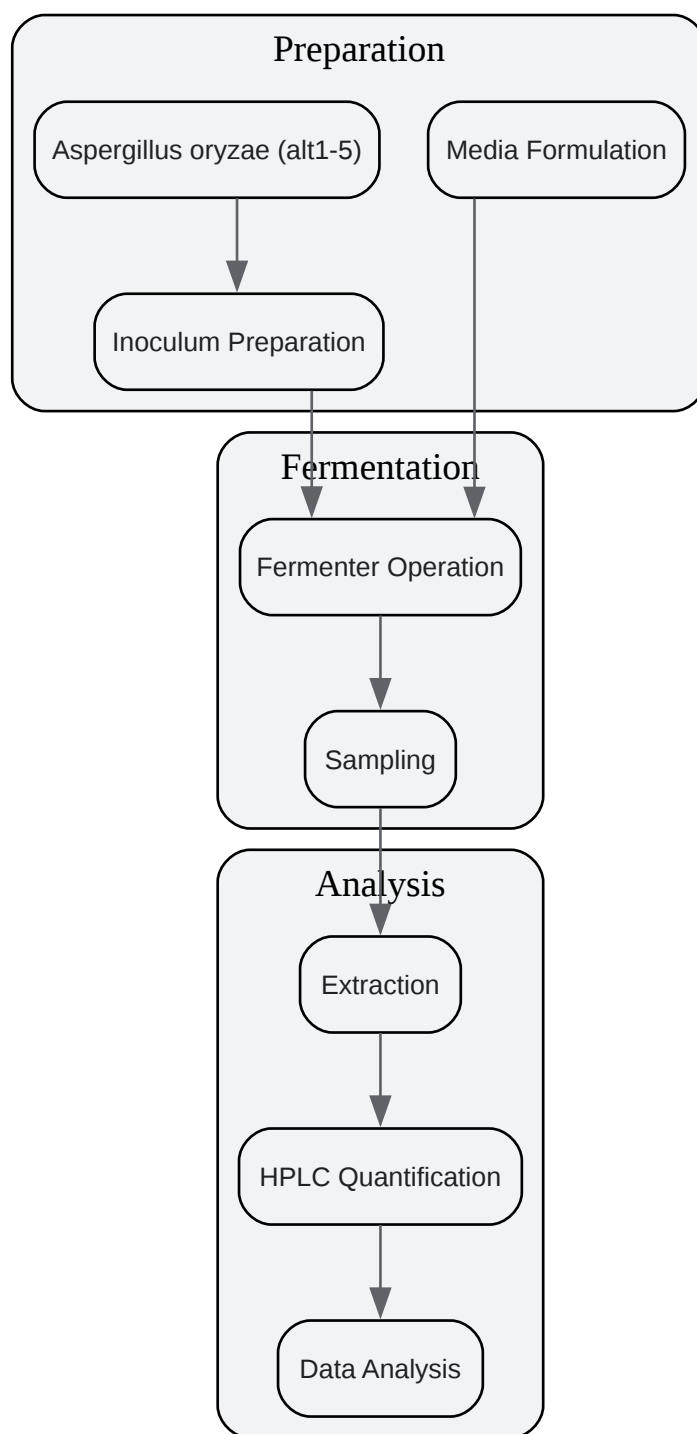 Preparation
Aspergillus oryzae (alt1-5)
Media Formulation
Inoculum Preparation
Fermentation
Fermenter Operation
Sampling
Analysis
Extraction
HPLC Quantification
Data Analysis